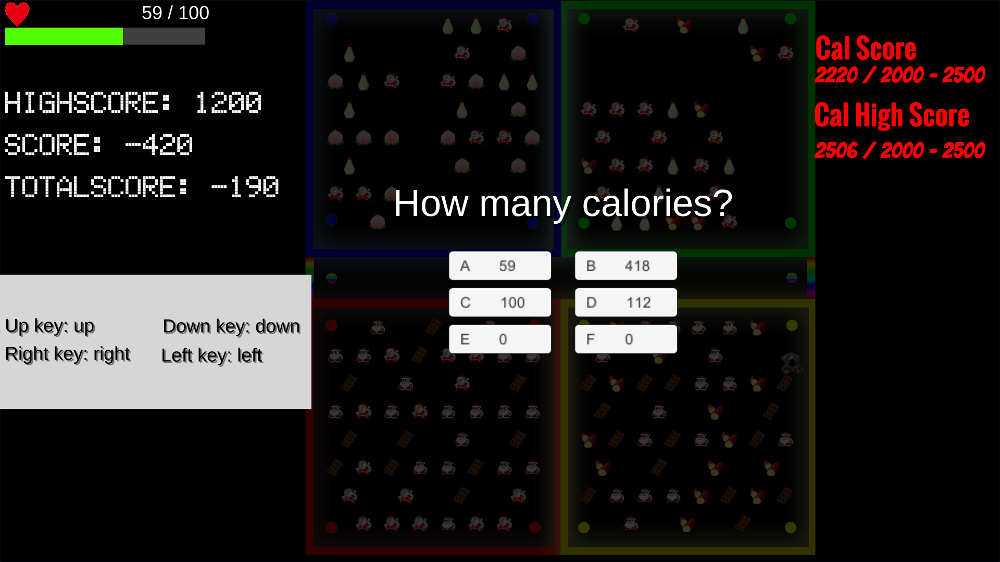 59 / 100
HIGHSCORE: 1200
SCORE: -420
TOTALSCORE: -190
Cal Score
2220 / 2000 - 2500
Cal High Score
2506 / 2000 - 2500
How many calories?
A 59
B 418
C 100
D 112
E 0
F 0
Up key: up
Down key: down
Right key: right
Left key: left